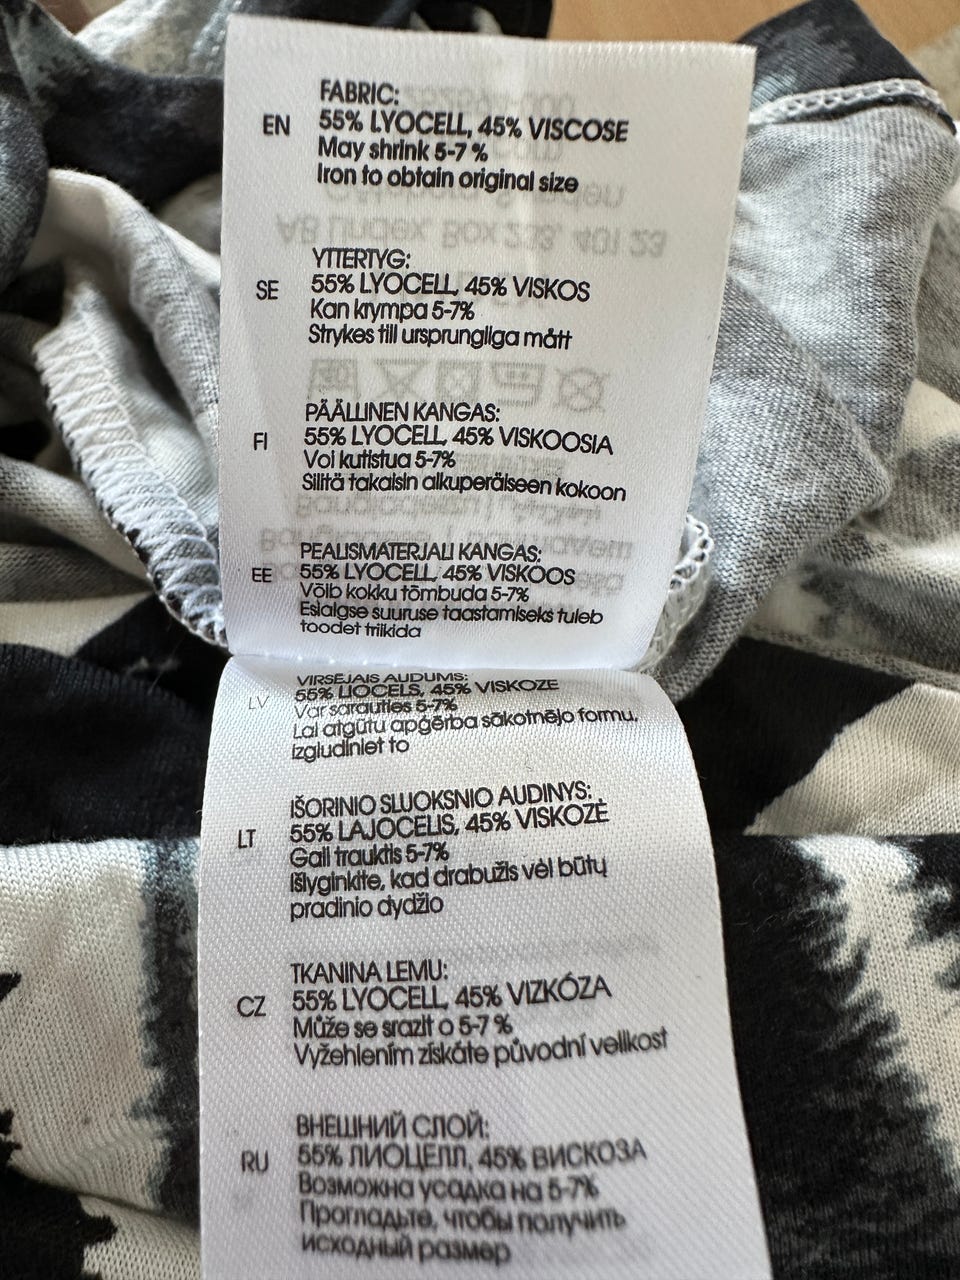 EN
FABRIC:
55% LYOCELL, 45% VISCOSE
May shrink 5-7 %
Iron to obtain original size
SE
YTTERTYG:
55% LYOCELL, 45% VISKOS
Kan krympa 5-7%
Strykes till ursprungliga mått
FI
PÄÄLLINEN KANGAS:
55% LYOCELL, 45% VISKOOSIA
Voi kutistua 5-7%
Silitä takaisin alkuperäiseen kokoon
EE
PEALISMATERJALI KANGAS:
55% LYOCELL, 45% VISKOOS
Võib kokku tõmbuda 5-7%
Esialgse suuruse taastamiseks tuleb
toodet triikida
LV
VIRSĒJAIS AUDUMS:
55% LIOCELS, 45% VISKOZE
Var sarauties 5-7%
Lai atgūtu apģērba sākotnējo formu,
izgludiniet to
LT
IŠORINIO SLUOKSNIO AUDINYS:
55% LAJOCELIS, 45% VISKOZĖ
Gali trauktis 5-7%
Išlyginkite, kad drabužis vėl būtų
pradinio dydžio
CZ
TKANINA LEMU:
55% LYOCELL, 45% VIZKÓZA
Může se srazit o 5-7 %
Vyžehlením získáte původní velikost
RU
ВНЕШНИЙ СЛОЙ:
55% ЛИОЦЕЛЛ, 45% ВИСКОЗА
Возможна усадка на 5-7%
Прогладьте, чтобы получить
исходный размер